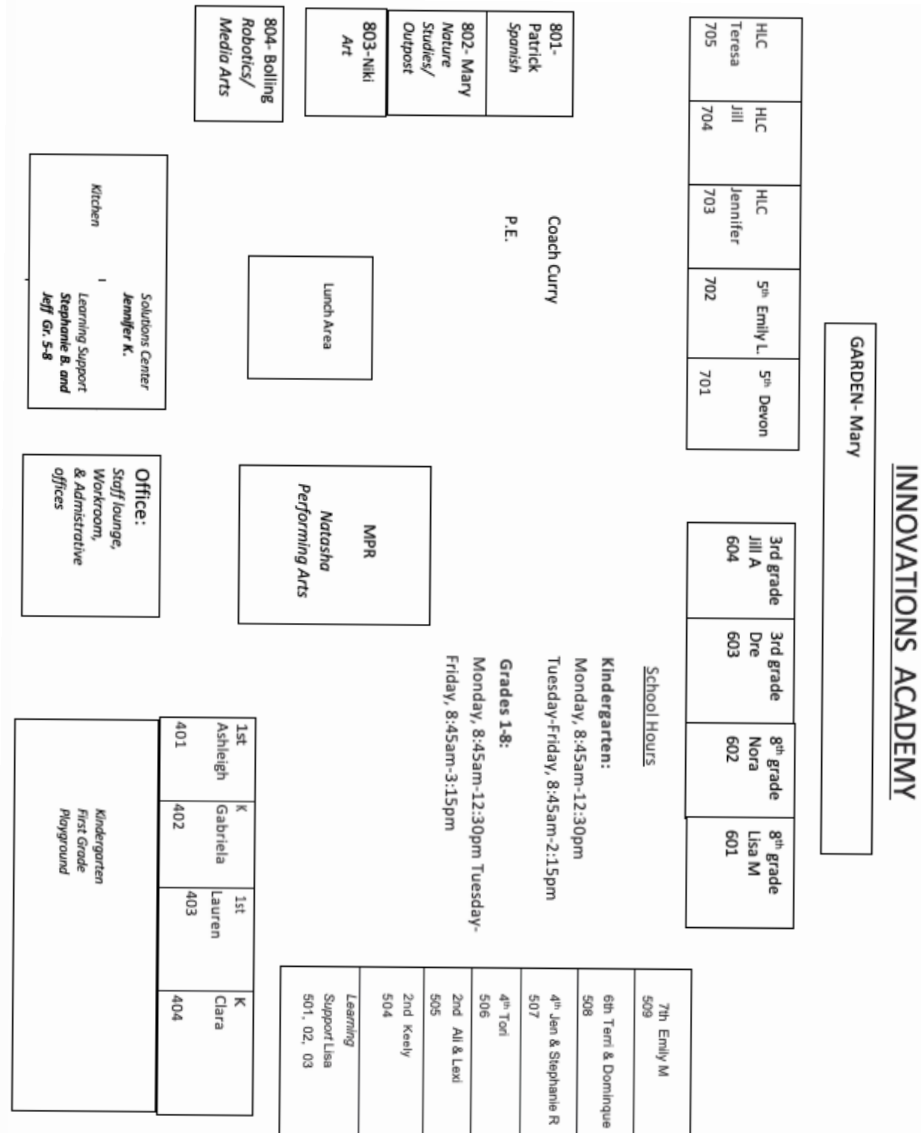 INNOVATIONS ACADEMY
GARDEN- Mary
HLC
Teresa
705
HLC
Jill
704
HLC
Jennifer
703
5th Emily L.
702
5th Devon
701
3rd grade
Jill A
604
3rd grade
Dre
603
8th grade
Nora
602
8th grade
Lisa M
601
School Hours
Kindergarten:
Monday, 8:45am-12:30pm
Tuesday-Friday, 8:45am-2:15pm
Grades 1-8:
Monday, 8:45am-12:30pm Tuesday-
Friday, 8:45am-3:15pm
7th Emily M
509
6th Terri & Dominque
508
4th Jen & Stephanie R
507
4th Tori
506
2nd Ali & Lexi
505
2nd Keely
504
Learning
Support Lisa
501, 02, 03
801-
Patrick
Spanish
802- Mary
Nature
Studies/
Outpost
803-Niki
Art
804- Bolling
Robotics/
Media Arts
Coach Curry
P.E.
Lunch Area
MPR
Natasha
Performing Arts
Kitchen
Solutions Center
Jennifer K.
Learning Support
Stephanie B. and
Jeff Gr. 5-8
Office:
Staff lounge,
Workroom,
& Admistrative
offices
1st
Ashleigh
401
K
Gabriela
402
1st
Lauren
403
K
Clara
404
Kindergarten
First Grade
Playground